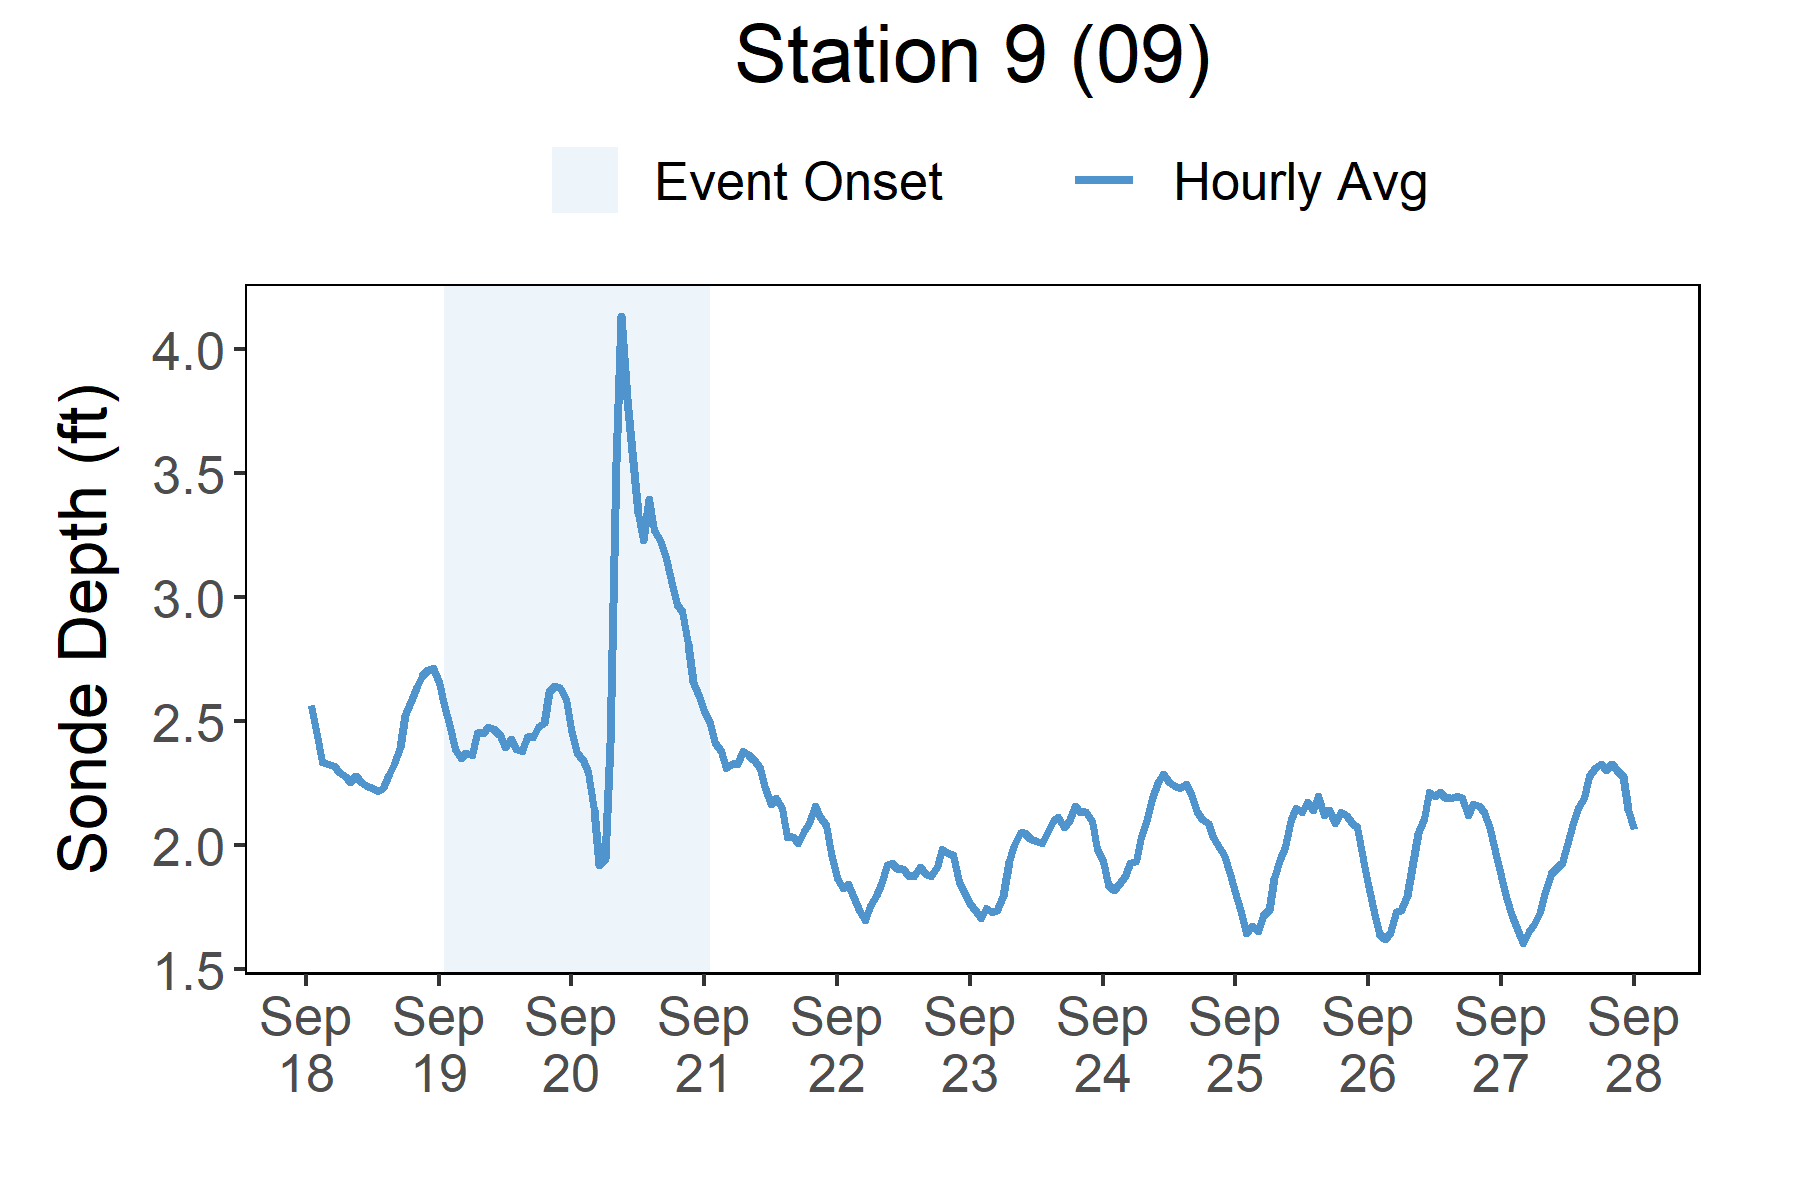 Station 9 (09)
Event Onset Hourly Avg
Sonde Depth (ft)
4.0
3.5
3.0
2.5
2.0
1.5
Sep Sep Sep Sep Sep Sep Sep Sep Sep Sep Sep
18 19 20 21 22 23 24 25 26 27 28